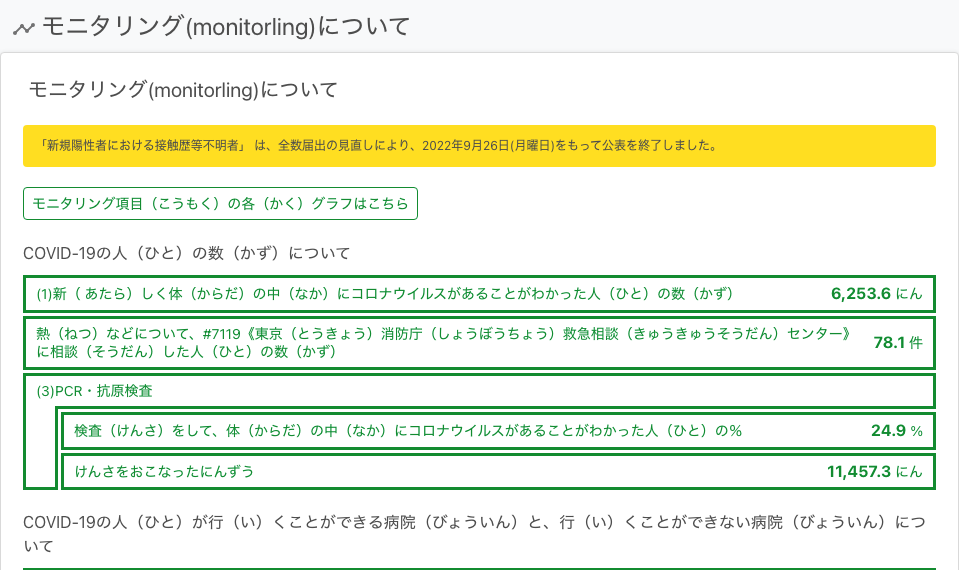 モニタリング(monitorling)について
モニタリング(monitorling)について
「新規陽性者における接触歴等不明者」 は、全数届出の見直しにより、2022年9月26日(月曜日)をもって公表を終了しました。
モニタリング項目（こうもく）の各（かく）グラフはこちら
COVID-19の人（ひと）の数（かず）について
(1)新（ あたら）しく体（からだ）の中（なか）にコロナウイルスがあることがわかった人（ひと）の数（かず） 6,253.6 にん
熱（ねつ）などについて、#7119《東京（とうきょう）消防庁（しょうぼうちょう）救急相談（きゅうきゅうそうだん）センター》
に相談（そうだん）した人（ひと）の数（かず） 78.1 件
(3)PCR・抗原検査
検査（けんさ）をして、体（からだ）の中（なか）にコロナウイルスがあることがわかった人（ひと）の% 24.9 %
けんさをおこなったにんずう 11,457.3 にん
COVID-19の人（ひと）が行（い）くことができる病院（びょういん）と、行（い）くことができない病院（びょういん）につ
いて